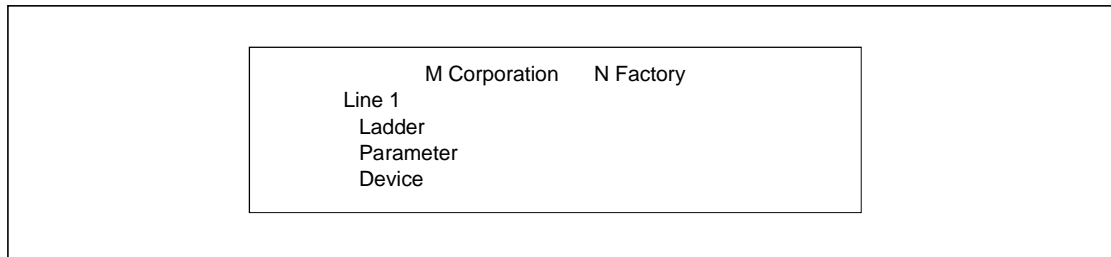 M Corporation N Factory
Line 1
Ladder
Parameter
Device